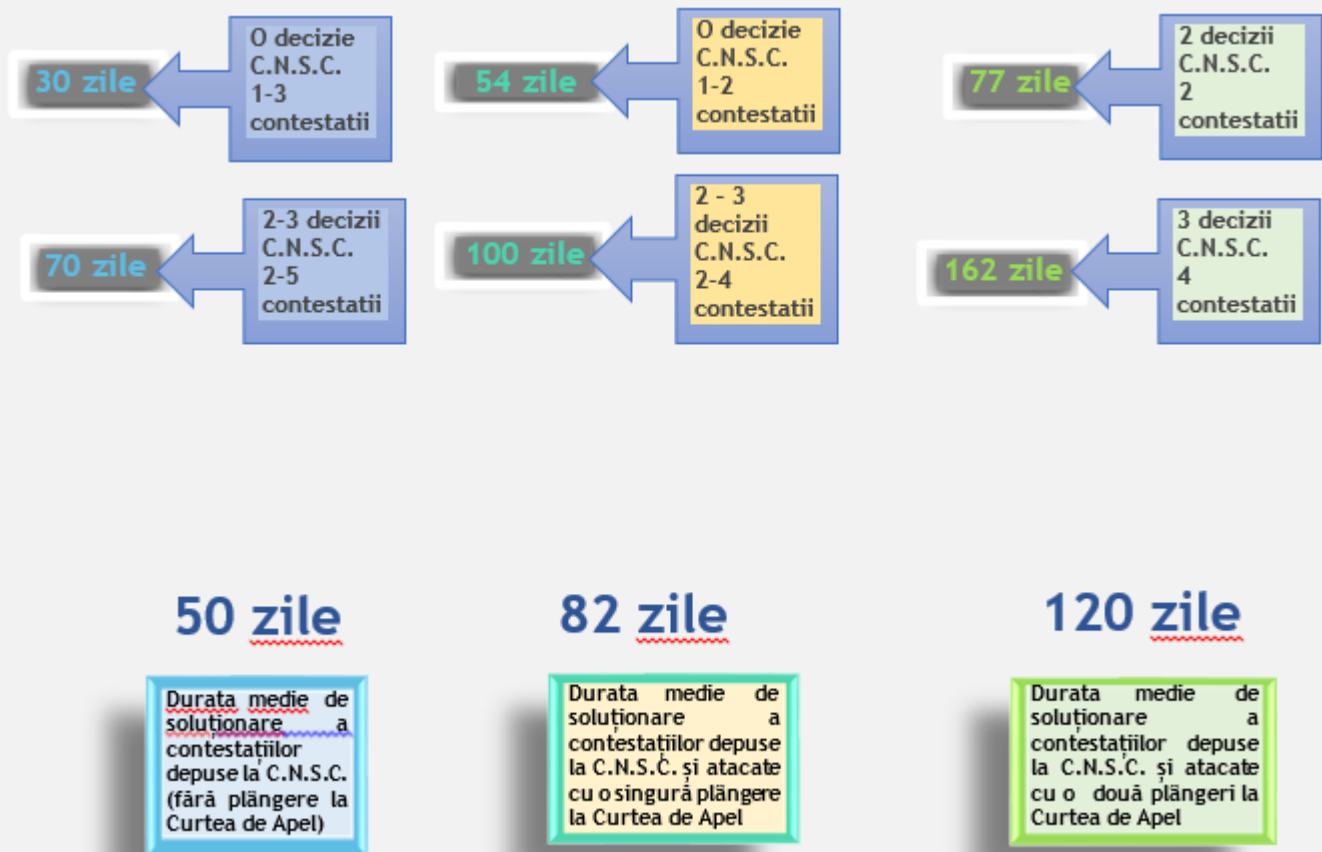 30 zile
O decizie
C.N.S.C.
1-3
contestatii
54 zile
O decizie
C.N.S.C.
1-2
contestatii
77 zile
2 decizii
C.N.S.C.
2
contestatii
70 zile
2-3 decizii
C.N.S.C.
2-5
contestatii
100 zile
2 - 3
decizii
C.N.S.C.
2-4
contestatii
162 zile
3 decizii
C.N.S.C.
4
contestatii
50 zile
Durata medie de
soluționare a
contestațiilor
depuse la C.N.S.C.
(fără plângere la
Curtea de Apel)
82 zile
Durata medie de
soluționare a
contestațiilor depuse
la C.N.S.C. și atacate
cu o singură plângere
la Curtea de Apel
120 zile
Durata medie de
soluționare a
contestațiilor depuse
la C.N.S.C. și atacate
cu o două plângeri la
Curtea de Apel